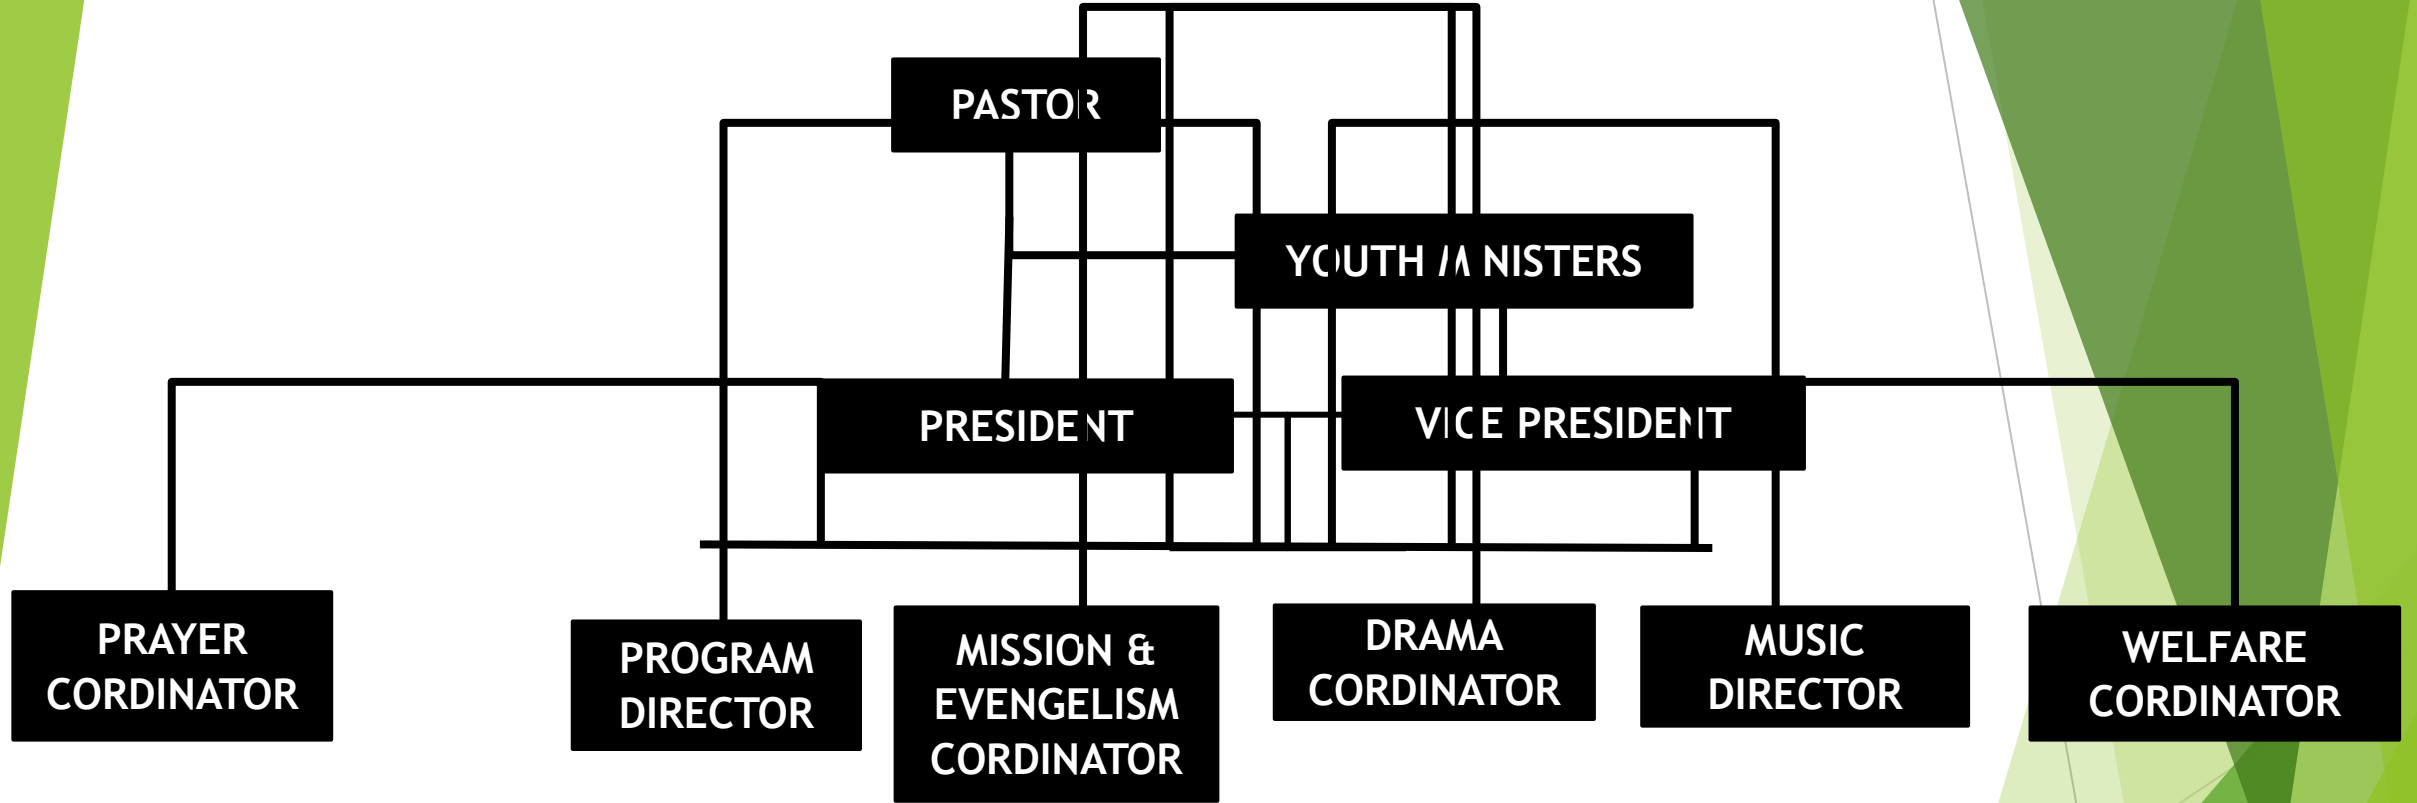 PASTOR
YOUTH MINISTERS
PRESIDENT
VICE PRESIDENT
PRAYER
CORDINATOR
PROGRAM
DIRECTOR
MISSION &
EVENGELISM
CORDINATOR
DRAMA
CORDINATOR
MUSIC
DIRECTOR
WELFARE
CORDINATOR